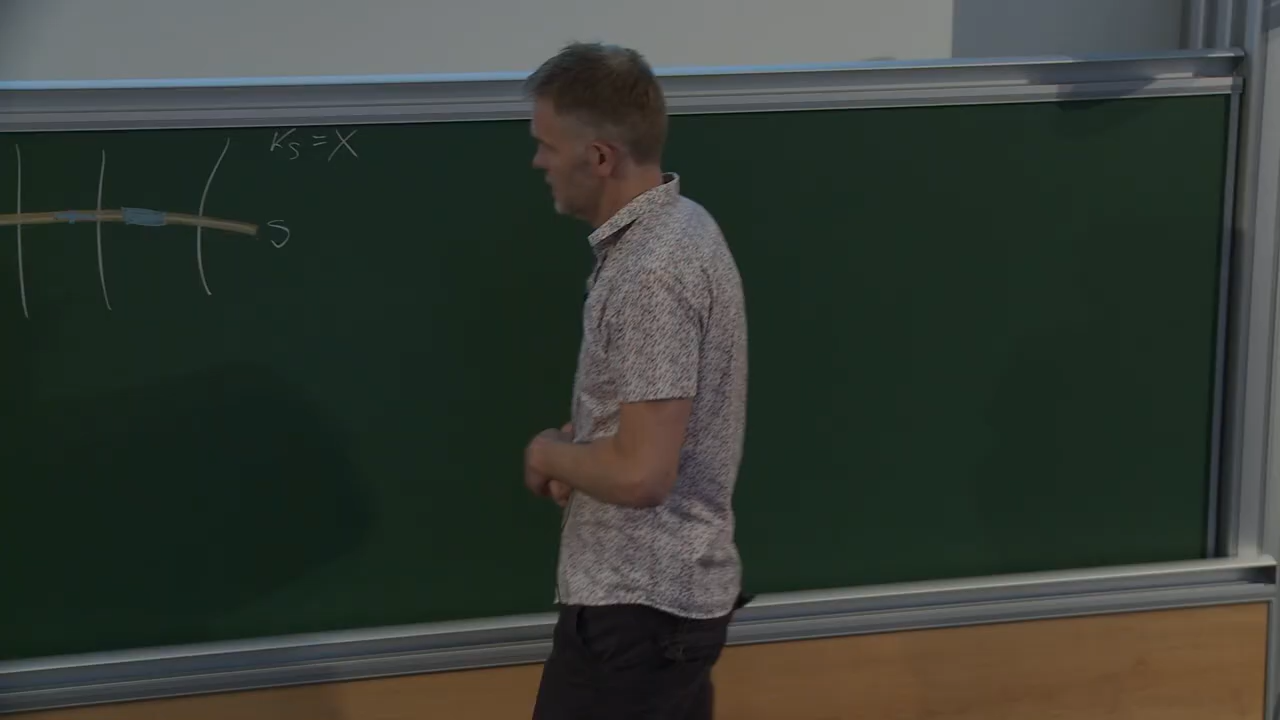 K_S = X
S